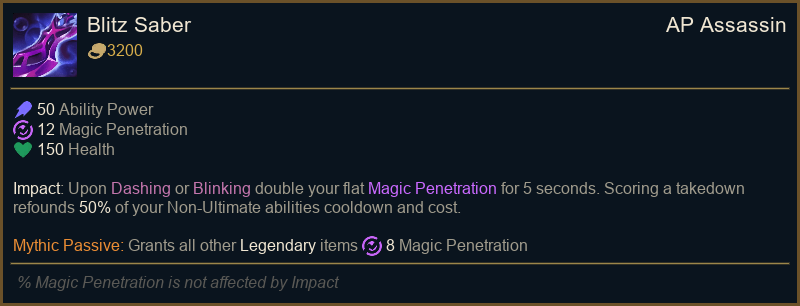 Blitz Saber
AP Assassin
3200
50 Ability Power
12 Magic Penetration
150 Health
Impact: Upon Dashing or Blinking double your flat Magic Penetration for 5 seconds. Scoring a takedown
refounds 50% of your Non-Ultimate abilities cooldown and cost.
Mythic Passive: Grants all other Legendary items 8 Magic Penetration
% Magic Penetration is not affected by Impact